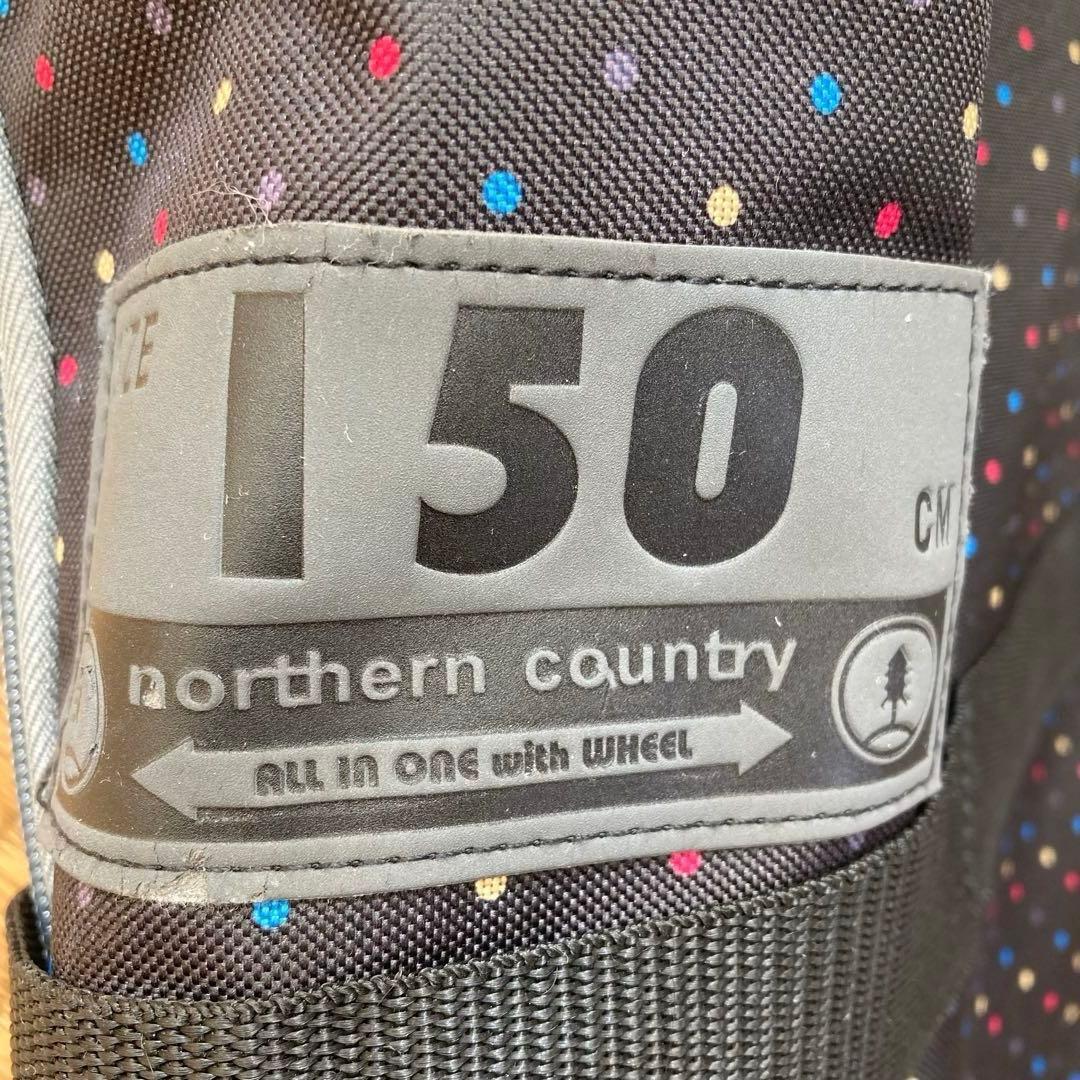 150
CM
northern country
ALL IN ONE with WHEEL